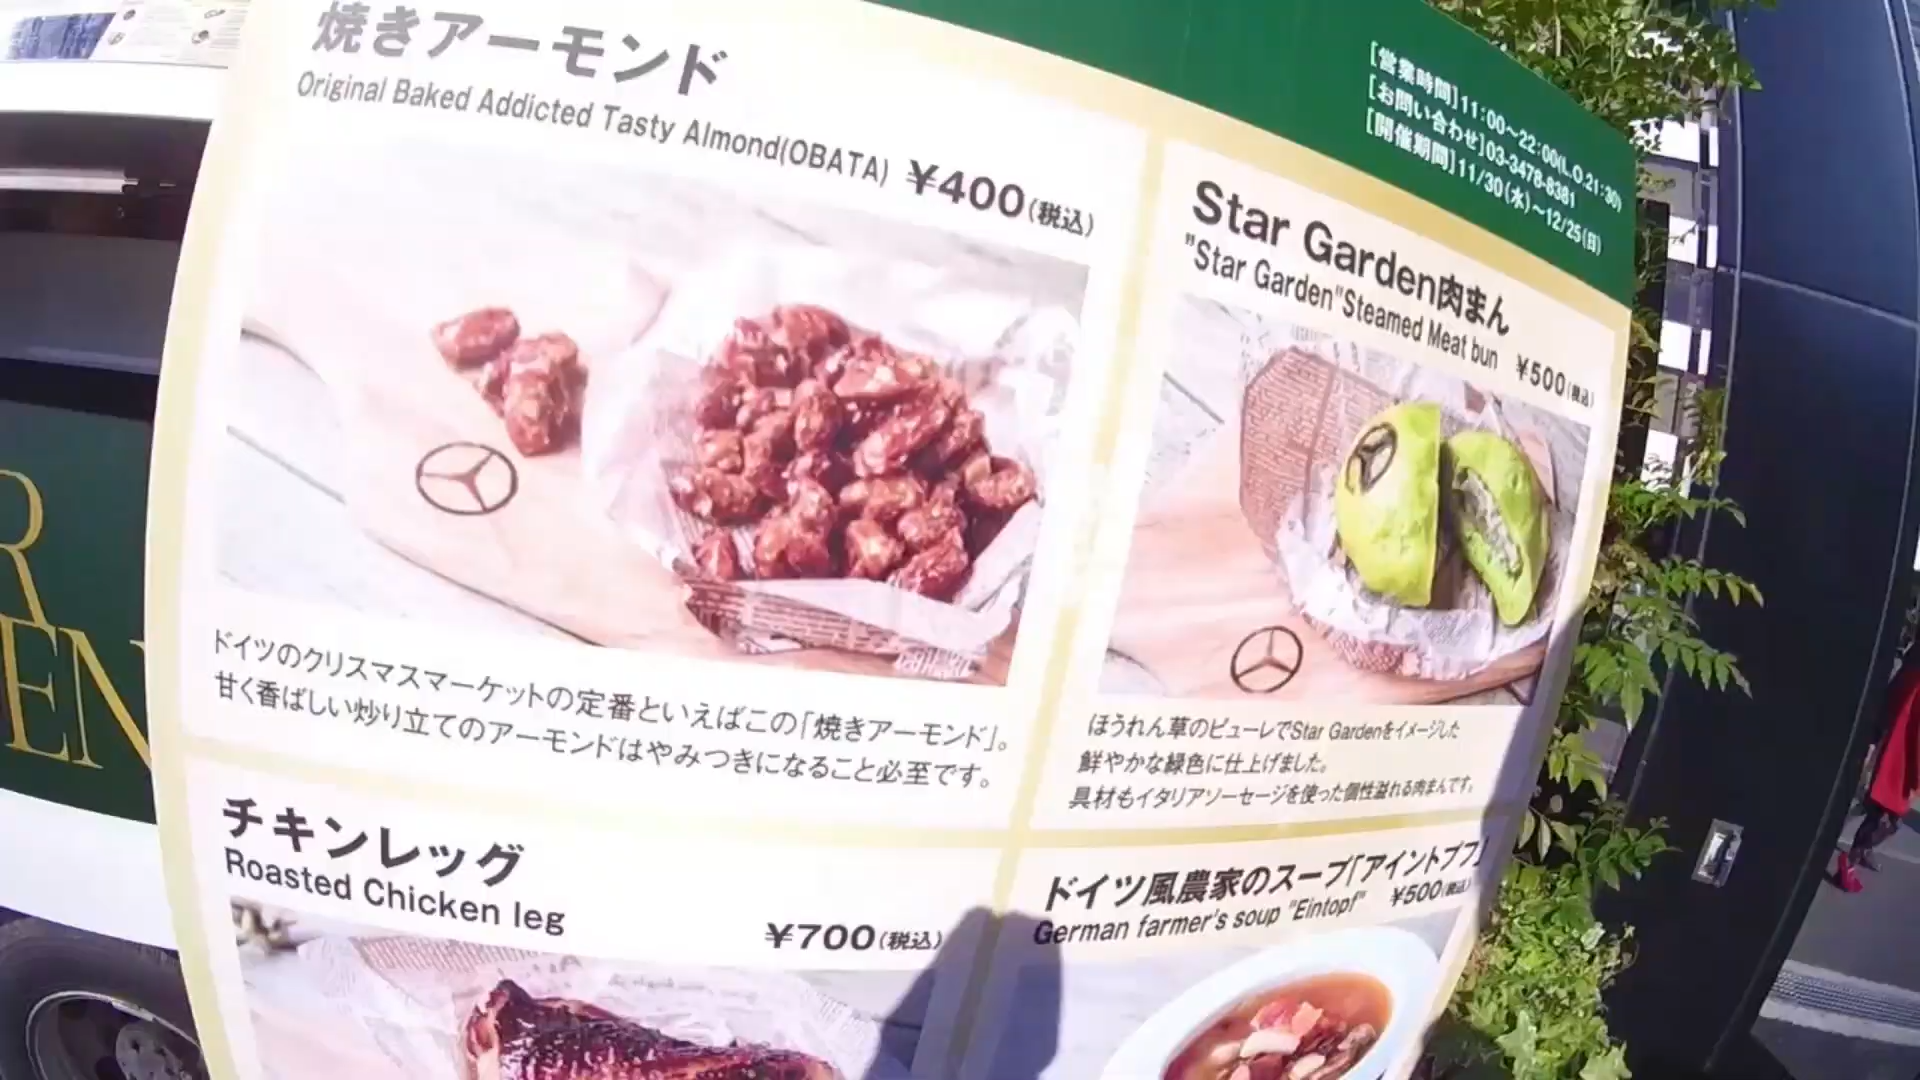 焼きアーモンド
Original Baked Addicted Tasty Almond(OBATA) ¥400(税込)
ドイツのクリスマスマーケットの定番といえばこの「焼きアーモンド」。
甘く香ばしい炒り立てのアーモンドはやみつきになること必至です。
[営業時間]11:00〜22:00(L.O.21:30)
[お問い合わせ]03-3478-8381
[開催期間]11/30(水)〜12/25(日)
Star Garden肉まん
"Star Garden"Steamed Meat bun ¥500(税込)
ほうれん草のピューレでStar Gardenをイメージした
鮮やかな緑色に仕上げました。
具材もイタリアソーセージを使った個性溢れる肉まんです。
チキンレッグ
Roasted Chicken leg
¥700(税込)
ドイツ風農家のスープ「アイントプフ」
German farmer's soup "Eintopf" ¥500(税込)
R
EN